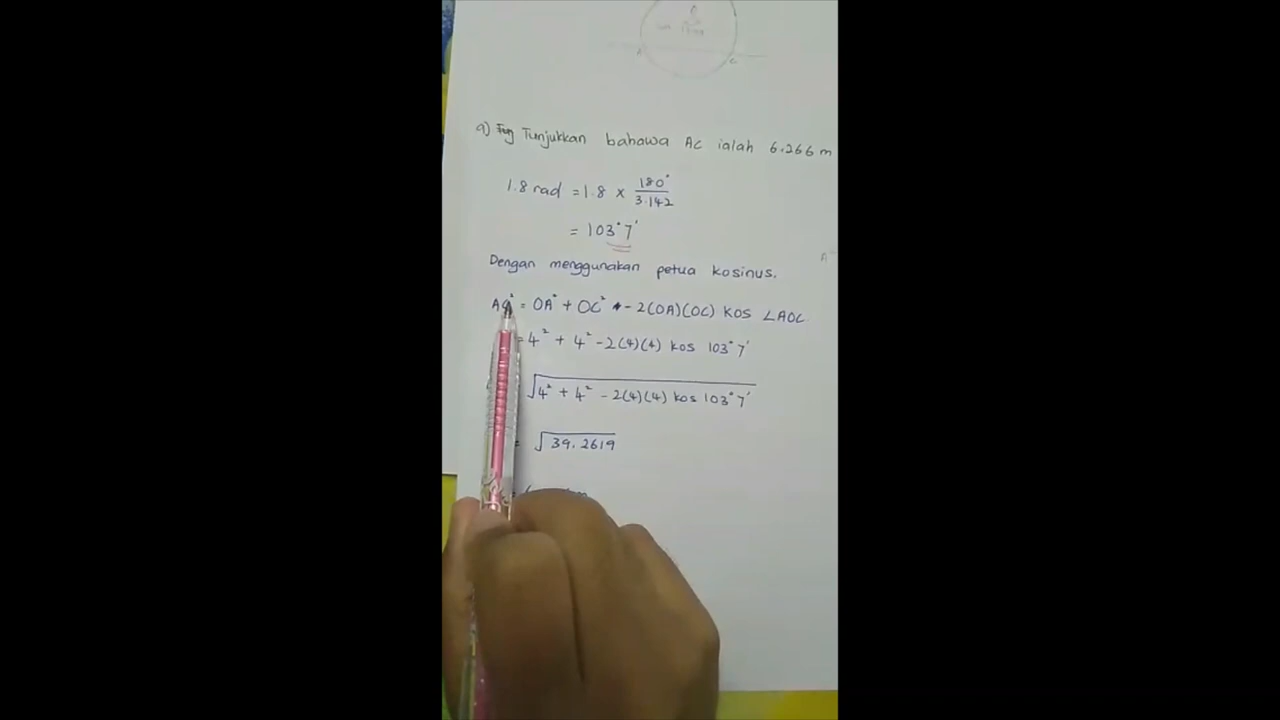 a) Tunjukkan bahawa AC ialah 6.266 m
1.8 rad = 1.8 × 180° / 3.142
= 103° 7'
Dengan menggunakan petua kosinus.
AC² = OA² + OC² - 2(OA)(OC) kos ∠AOC
= 4² + 4² - 2(4)(4) kos 103° 7'
√4² + 4² - 2(4)(4) kos 103° 7'
= √39.2619